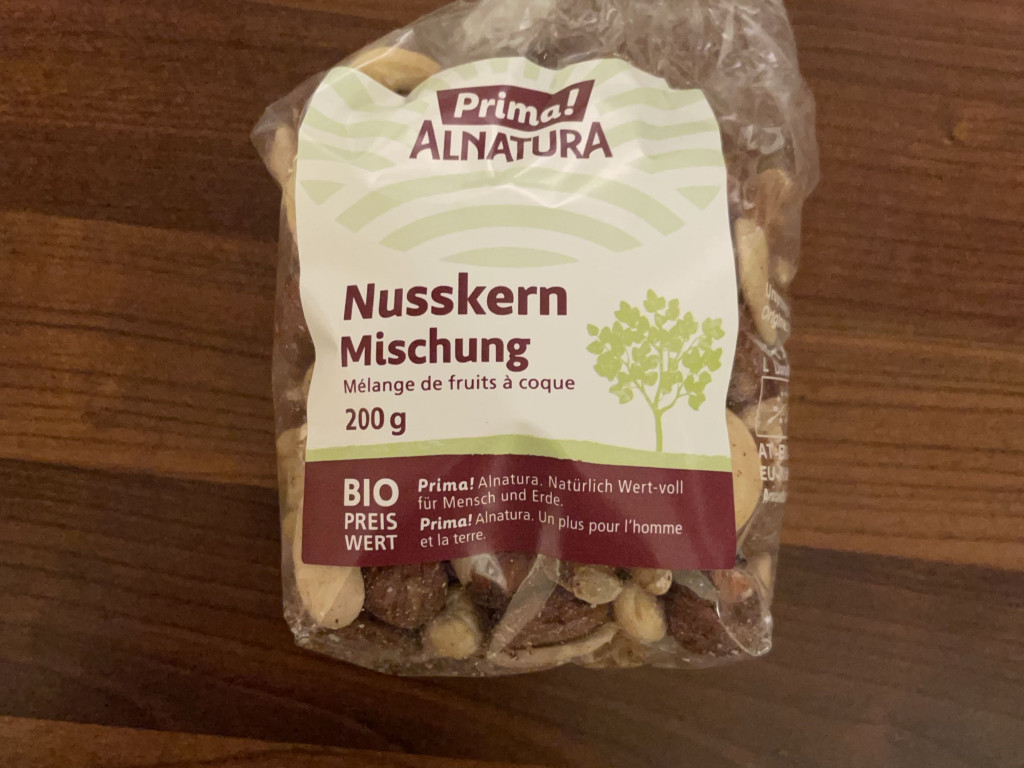 Prima!
ALNATURA
Nusskern
Mischung
Mélange de fruits à coque
200 g
BIO
PREIS
WERT
Prima! Alnatura. Natürlich Wert-voll
für Mensch und Erde.
Prima! Alnatura. Un plus pour l'homme
et la terre.